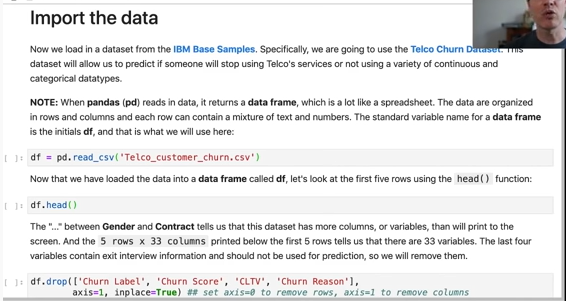 Import the data
Now we load in a dataset from the IBM Base Samples. Specifically, we are going to use the Telco Churn Dataset. This
dataset will allow us to predict if someone will stop using Telco's services or not using a variety of continuous and
categorical datatypes.
NOTE: When pandas (pd) reads in data, it returns a data frame, which is a lot like a spreadsheet. The data are organized
in rows and columns and each row can contain a mixture of text and numbers. The standard variable name for a data frame
is the initials df, and that is what we will use here:
[ ]: df = pd.read_csv('Telco_customer_churn.csv')
Now that we have loaded the data into a data frame called df, let's look at the first five rows using the head() function:
[ ]: df.head()
The "..." between Gender and Contract tells us that this dataset has more columns, or variables, than will print to the
screen. And the 5 rows x 33 columns printed below the first 5 rows tells us that there are 33 variables. The last four
variables contain exit interview information and should not be used for prediction, so we will remove them.
[ ]: df.drop(['Churn Label', 'Churn Score', 'CLTV', 'Churn Reason'],
axis=1, inplace=True) ## set axis=0 to remove rows, axis=1 to remove columns